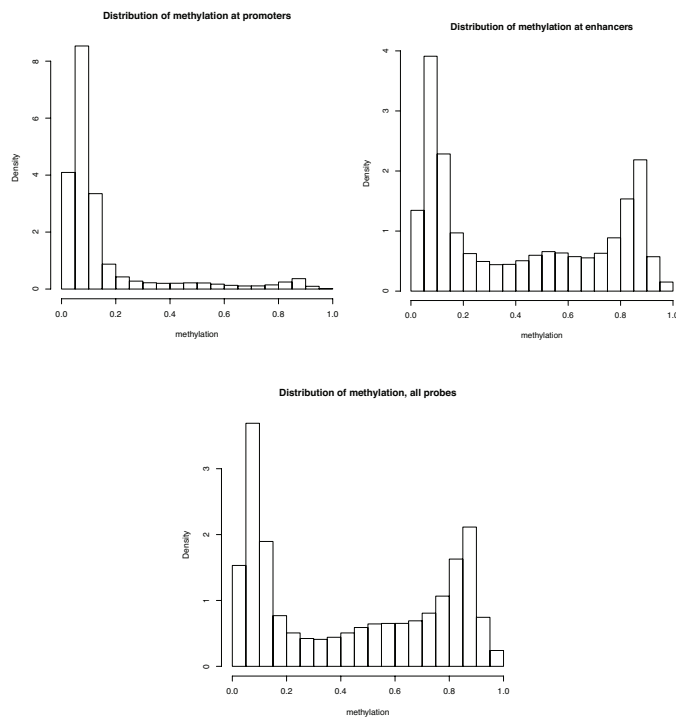 Distribution of methylation at promoters
Density
0
2
4
6
8
0.0 0.2 0.4 0.6 0.8 1.0
methylation
Distribution of methylation at enhancers
Density
0
1
2
3
4
0.0 0.2 0.4 0.6 0.8 1.0
methylation
Distribution of methylation, all probes
Density
0
1
2
3
0.0 0.2 0.4 0.6 0.8 1.0
methylation